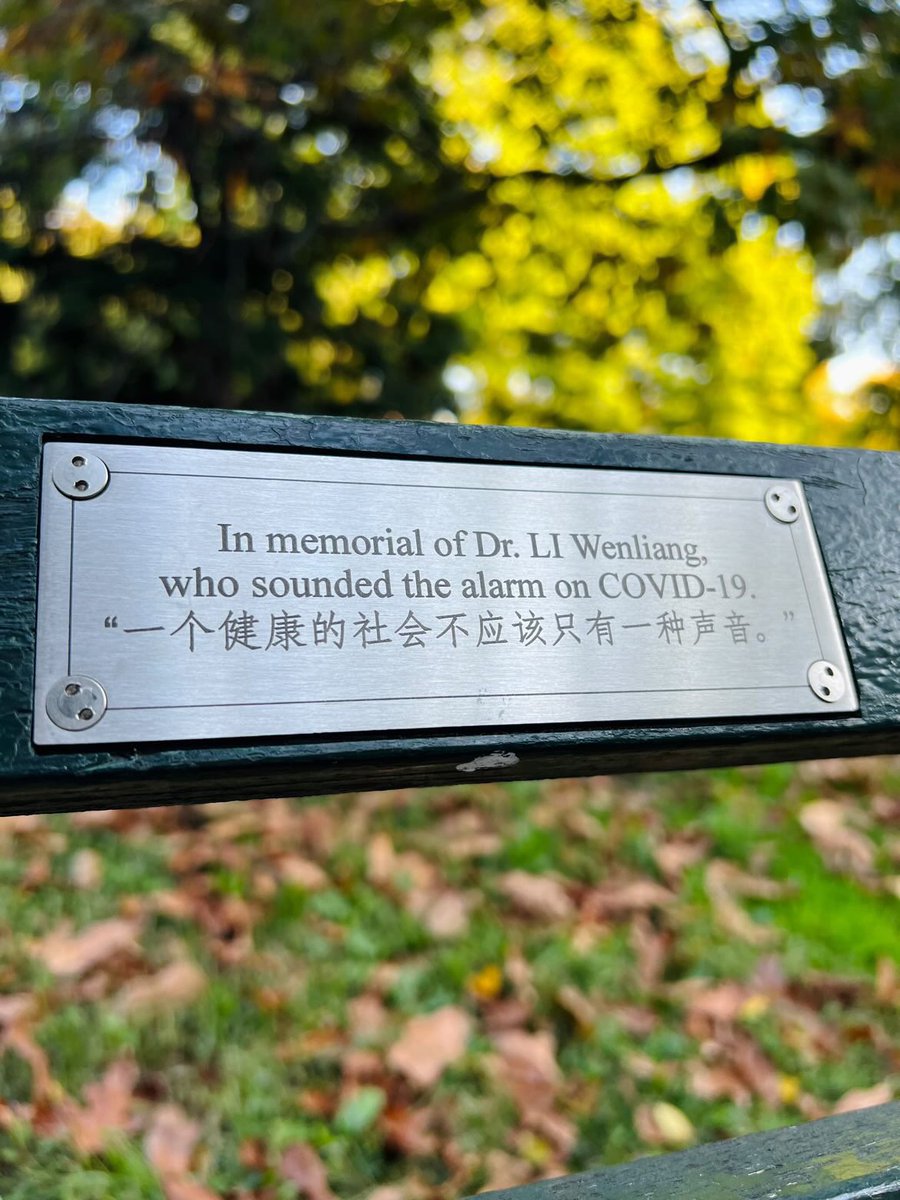 In memorial of Dr. LI Wenliang,
who sounded the alarm on COVID-19.
“一个健康的社会不应该只有一种声音。”